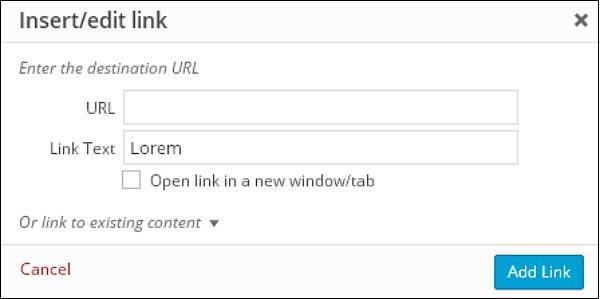 Insert/edit link
Enter the destination URL
URL
Link Text Lorem
Open link in a new window/tab
Or link to existing content
Cancel Add Link